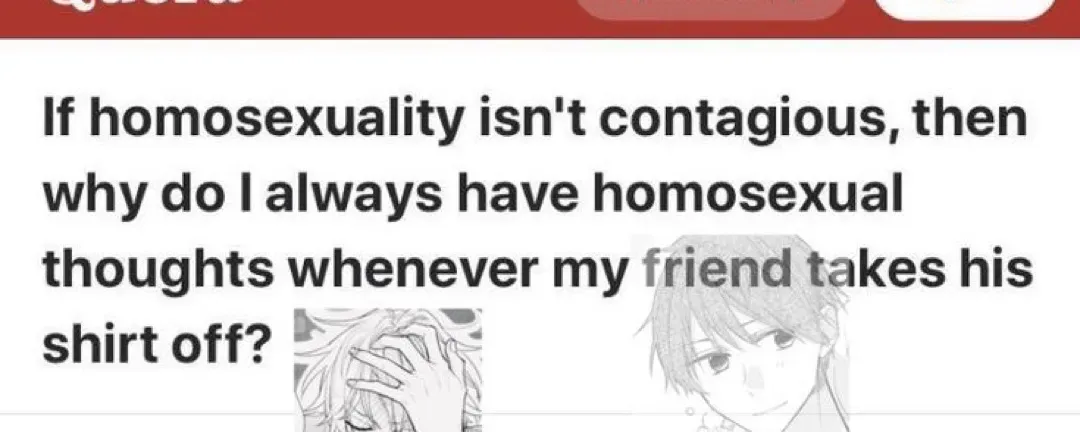 If homosexuality isn't contagious, then
why do I always have homosexual
thoughts whenever my friend takes his
shirt off?